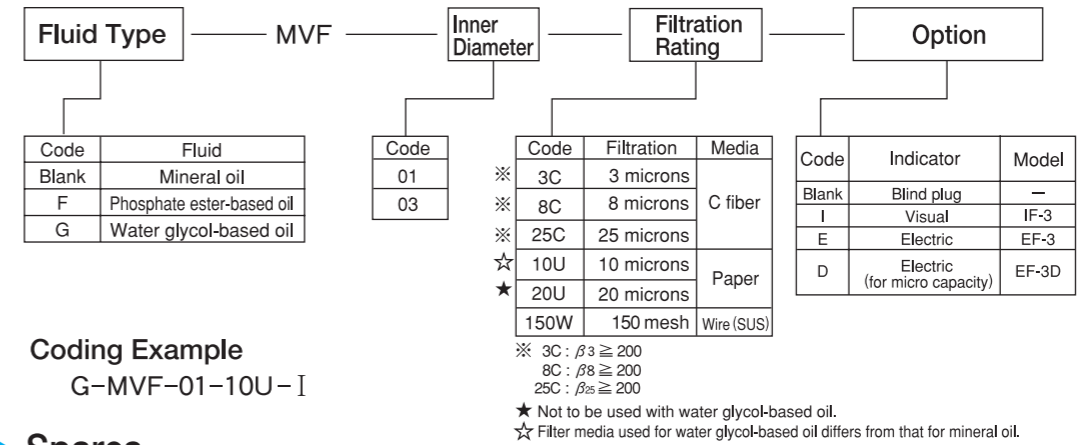 Fluid Type MVF Inner Diameter Filtration Rating Option
Code Fluid
Blank Mineral oil
F Phosphate ester-based oil
G Water glycol-based oil
Code
01
03
Code Filtration Media
※ 3C 3 microns C fiber
※ 8C 8 microns
※ 25C 25 microns
☆ 10U 10 microns Paper
★ 20U 20 microns
150W 150 mesh Wire (SUS)
Code Indicator Model
Blank Blind plug —
I Visual IF-3
E Electric EF-3
D Electric (for micro capacity) EF-3D
※ 3C : β3 ≧ 200
8C : β8 ≧ 200
25C : β25 ≧ 200
★ Not to be used with water glycol-based oil.
☆ Filter media used for water glycol-based oil differs from that for mineral oil.
Coding Example
G-MVF-01-10U-I
Spares